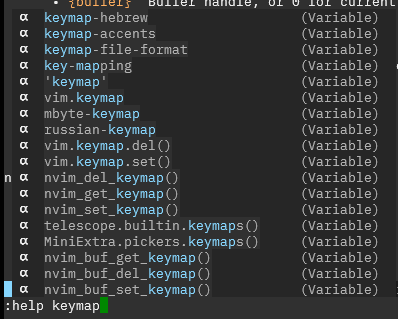 • {buffer} Buffer handle, or 0 for current
α keymap-hebrew (Variable)
α keymap-accents (Variable)
α keymap-file-format (Variable)
α key-mapping (Variable)
α 'keymap' (Variable)
α vim.keymap (Variable)
α mbyte-keymap (Variable)
α russian-keymap (Variable)
α vim.keymap.del() (Variable)
α vim.keymap.set() (Variable)
n α nvim_del_keymap() (Variable)
α nvim_get_keymap() (Variable)
α nvim_set_keymap() (Variable)
α telescope.builtin.keymaps() (Variable)
α MiniExtra.pickers.keymaps() (Variable)
α nvim_buf_get_keymap() (Variable)
α nvim_buf_del_keymap() (Variable)
α nvim_buf_set_keymap() (Variable)
:help keymap